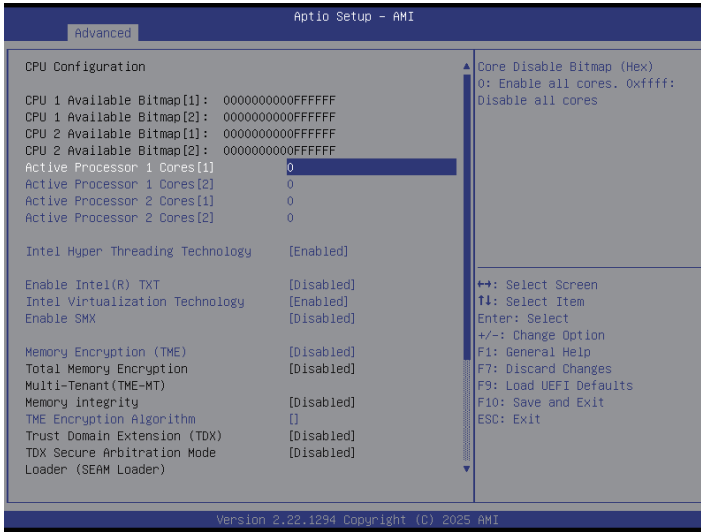 Aptio Setup - AMI
Advanced
CPU Configuration
CPU 1 Available Bitmap[1]: 0000000000FFFFFF
CPU 1 Available Bitmap[2]: 0000000000FFFFFF
CPU 2 Available Bitmap[1]: 0000000000FFFFFF
CPU 2 Available Bitmap[2]: 0000000000FFFFFF
Active Processor 1 Cores[1] 0
Active Processor 1 Cores[2] 0
Active Processor 2 Cores[1] 0
Active Processor 2 Cores[2] 0
Intel Hyper Threading Technology [Enabled]
Enable Intel(R) TXT [Disabled]
Intel Virtualization Technology [Enabled]
Enable SMX [Disabled]
Memory Encryption (TME) [Disabled]
Total Memory Encryption [Disabled]
Multi-Tenant(TME-MT)
Memory integrity [Disabled]
TME Encryption Algorithm []
Trust Domain Extension (TDX) [Disabled]
TDX Secure Arbitration Mode [Disabled]
Loader (SEAM Loader)
Core Disable Bitmap (Hex)
0: Enable all cores. 0xffff:
Disable all cores
↔: Select Screen
↑↓: Select Item
Enter: Select
+/-: Change Option
F1: General Help
F7: Discard Changes
F9: Load UEFI Defaults
F10: Save and Exit
ESC: Exit
Version 2.22.1294 Copyright (C) 2025 AMI